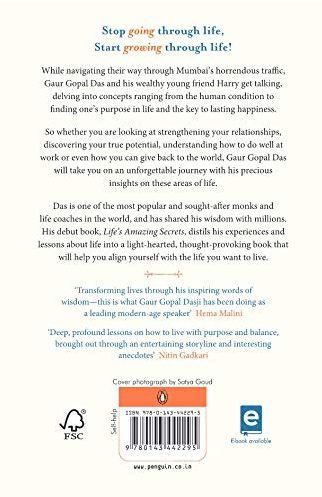 Stop going through life,
Start growing through life!
While navigating their way through Mumbai's horrendous traffic,
Gaur Gopal Das and his wealthy young friend Harry get talking,
delving into concepts ranging from the human condition to
finding one's purpose in life and the key to lasting happiness.
So whether you are looking at strengthening your relationships,
discovering your true potential, understanding how to do well at
work or even how you can give back to the world, Gaur Gopal Das
will take you on an unforgettable journey with his precious
insights on these areas of life.
Das is one of the most popular and sought-after monks and
life coaches in the world, and has shared his wisdom with millions.
His debut book, Life's Amazing Secrets, distils his experiences and
lessons about life into a light-hearted, thought-provoking book that
will help you align yourself with the life you want to live.
'Transforming lives through his inspiring words of
wisdom—this is what Gaur Gopal Dasji has been doing as
a leading modern-age speaker' Hema Malini
'Deep, profound lessons on how to live with purpose and balance,
brought out through an entertaining storyline and interesting
anecdotes' Nitin Gadkari
Cover photograph by Satya Goud
FSC
Self-help
ISBN 978-0-143-44229-5
9 780143 442295
www.penguin.co.in
e
E-book available